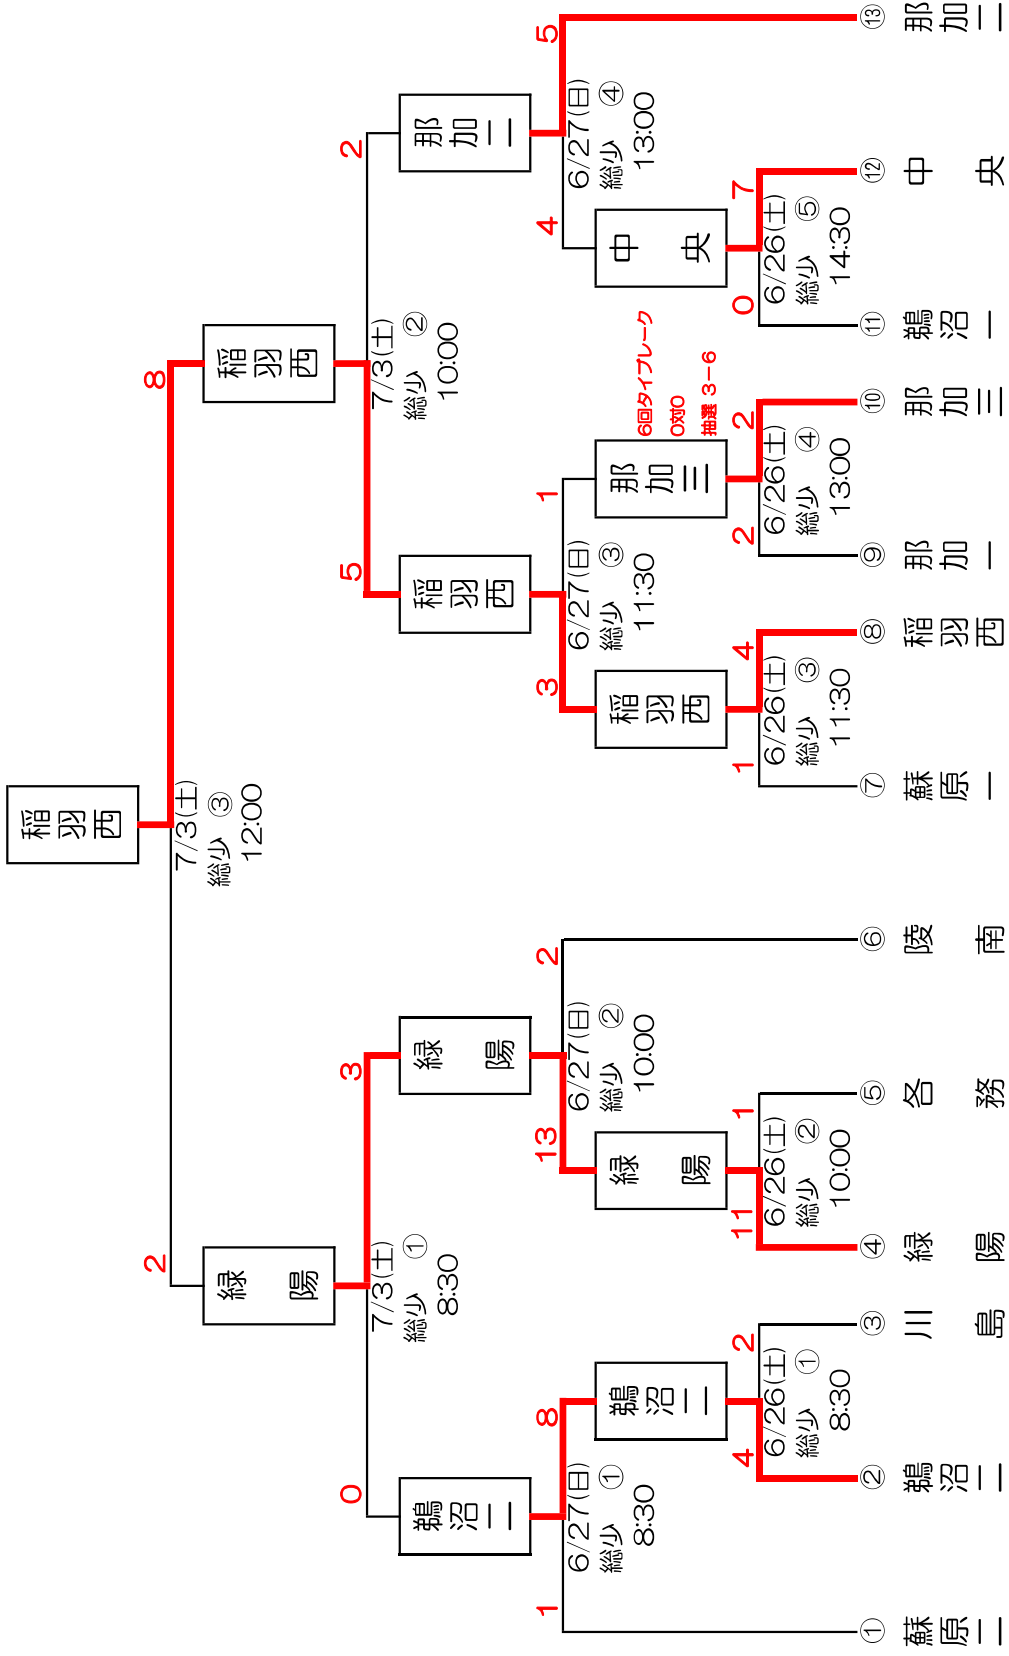 稲羽西
7/3(土)
総少 ③
12:00
2
8
緑 陽
稲羽西
7/3(土)
総少 ①
8:30
0
3
7/3(土)
総少 ②
10:00
5
2
鵜沼二
緑 陽
稲羽西
那加二
6/27(日)
総少 ①
8:30
1
8
6/27(日)
総少 ②
10:00
13
2
6/27(日)
総少 ③
11:30
3
1
6/27(日)
総少 ④
13:00
4
5
鵜沼二
緑 陽
稲羽西
那加三
6回タイブレーク
0対0
抽選 3－6
中 央
6/26(土)
総少 ①
8:30
4
2
6/26(土)
総少 ②
10:00
11
1
6/26(土)
総少 ③
11:30
1
4
6/26(土)
総少 ④
13:00
2
2
6/26(土)
総少 ⑤
14:30
0
7
① 蘇原二
② 鵜沼二
③ 川 島
④ 緑 陽
⑤ 各 務
⑥ 陵 南
⑦ 蘇原一
⑧ 稲羽西
⑨ 那加一
⑩ 那加三
⑪ 鵜沼一
⑫ 中 央
⑬ 那加二